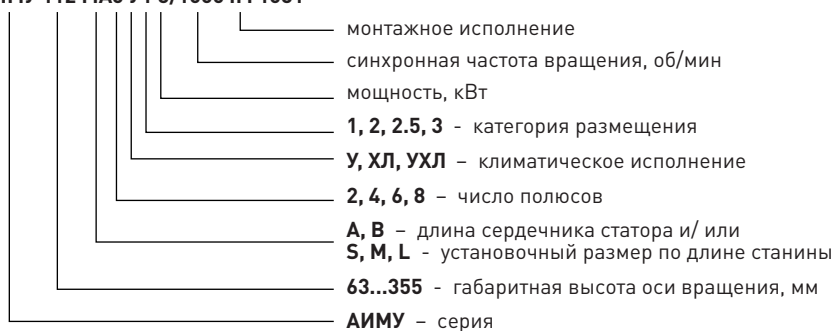 монтажное исполнение
синхронная частота вращения, об/мин
мощность, кВт
1, 2, 2.5, 3 - категория размещения
У, ХЛ, УХЛ – климатическое исполнение
2, 4, 6, 8 – число полюсов
А, В – длина сердечника статора и/ или
S, M, L - установочный размер по длине станины
63...355 - габаритная высота оси вращения, мм
АИМУ – серия